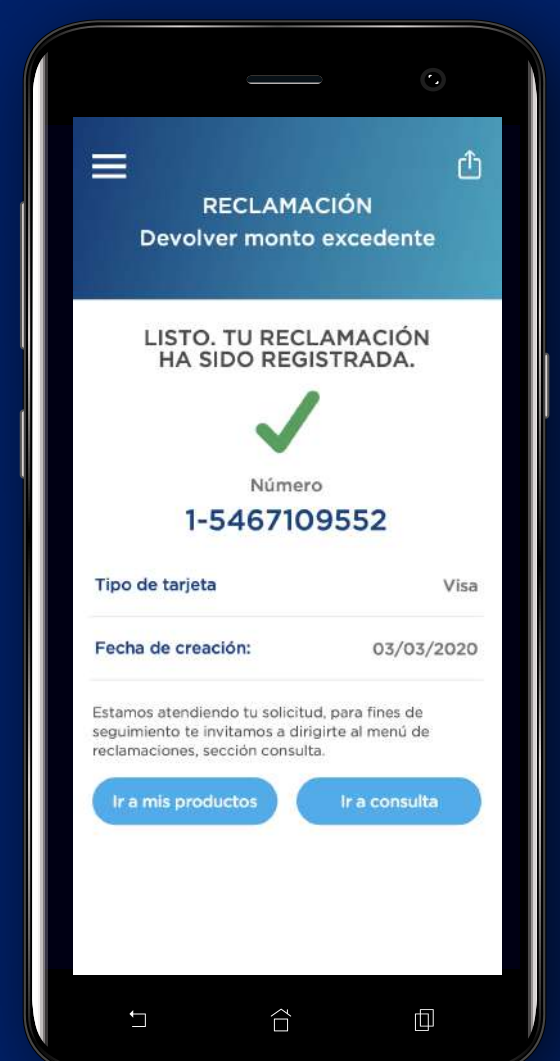 RECLAMACIÓN
Devolver monto excedente
LISTO. TU RECLAMACIÓN
HA SIDO REGISTRADA.
Número
1-5467109552
Tipo de tarjeta Visa
Fecha de creación: 03/03/2020
Estamos atendiendo tu solicitud, para fines de
seguimiento te invitamos a dirigirte al menú de
reclamaciones, sección consulta.
Ir a mis productos Ir a consulta